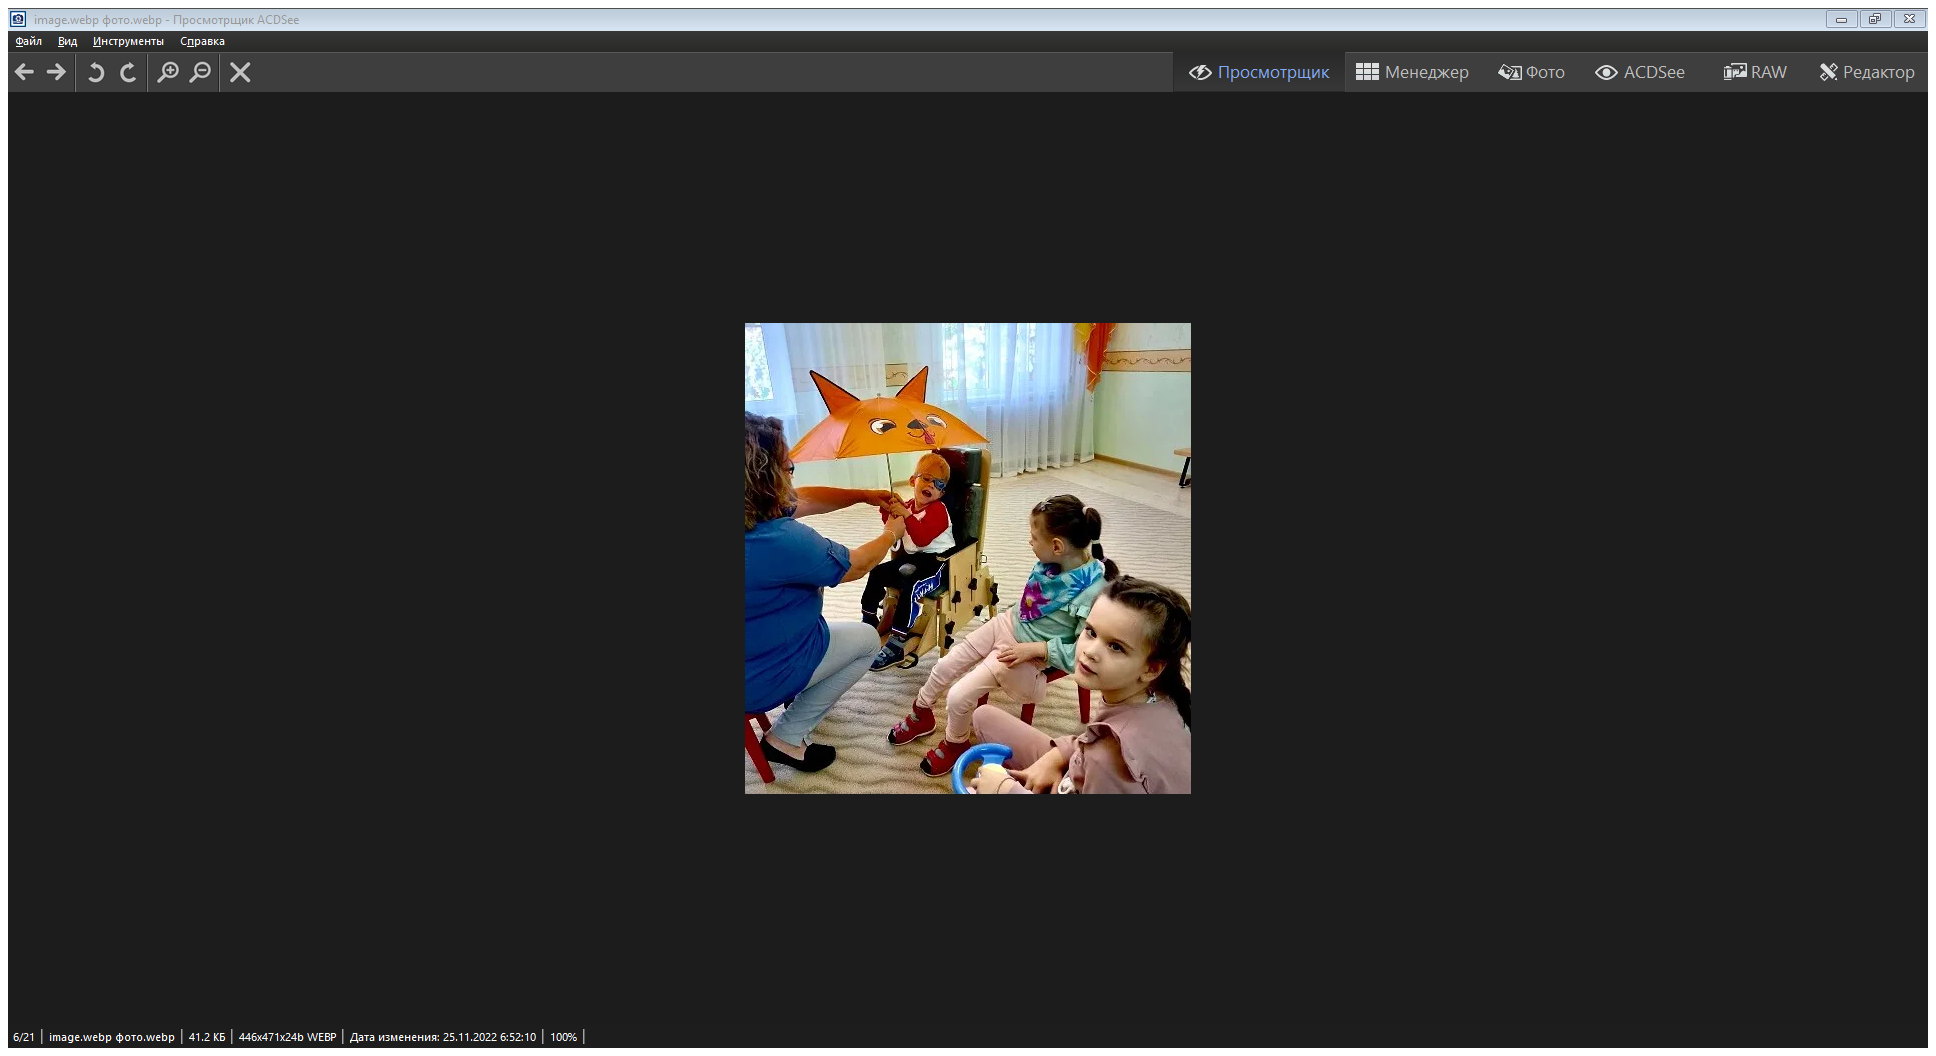 image.webp фото.webp - Просмотрщик ACDSee
Файл Вид Инструменты Справка
Просмотрщик Менеджер Фото ACDSee RAW Редактор
6/21 image.webp фото.webp 41.2 КБ 446x471x24b WEBP Дата изменения: 25.11.2022 6:52:10 100%